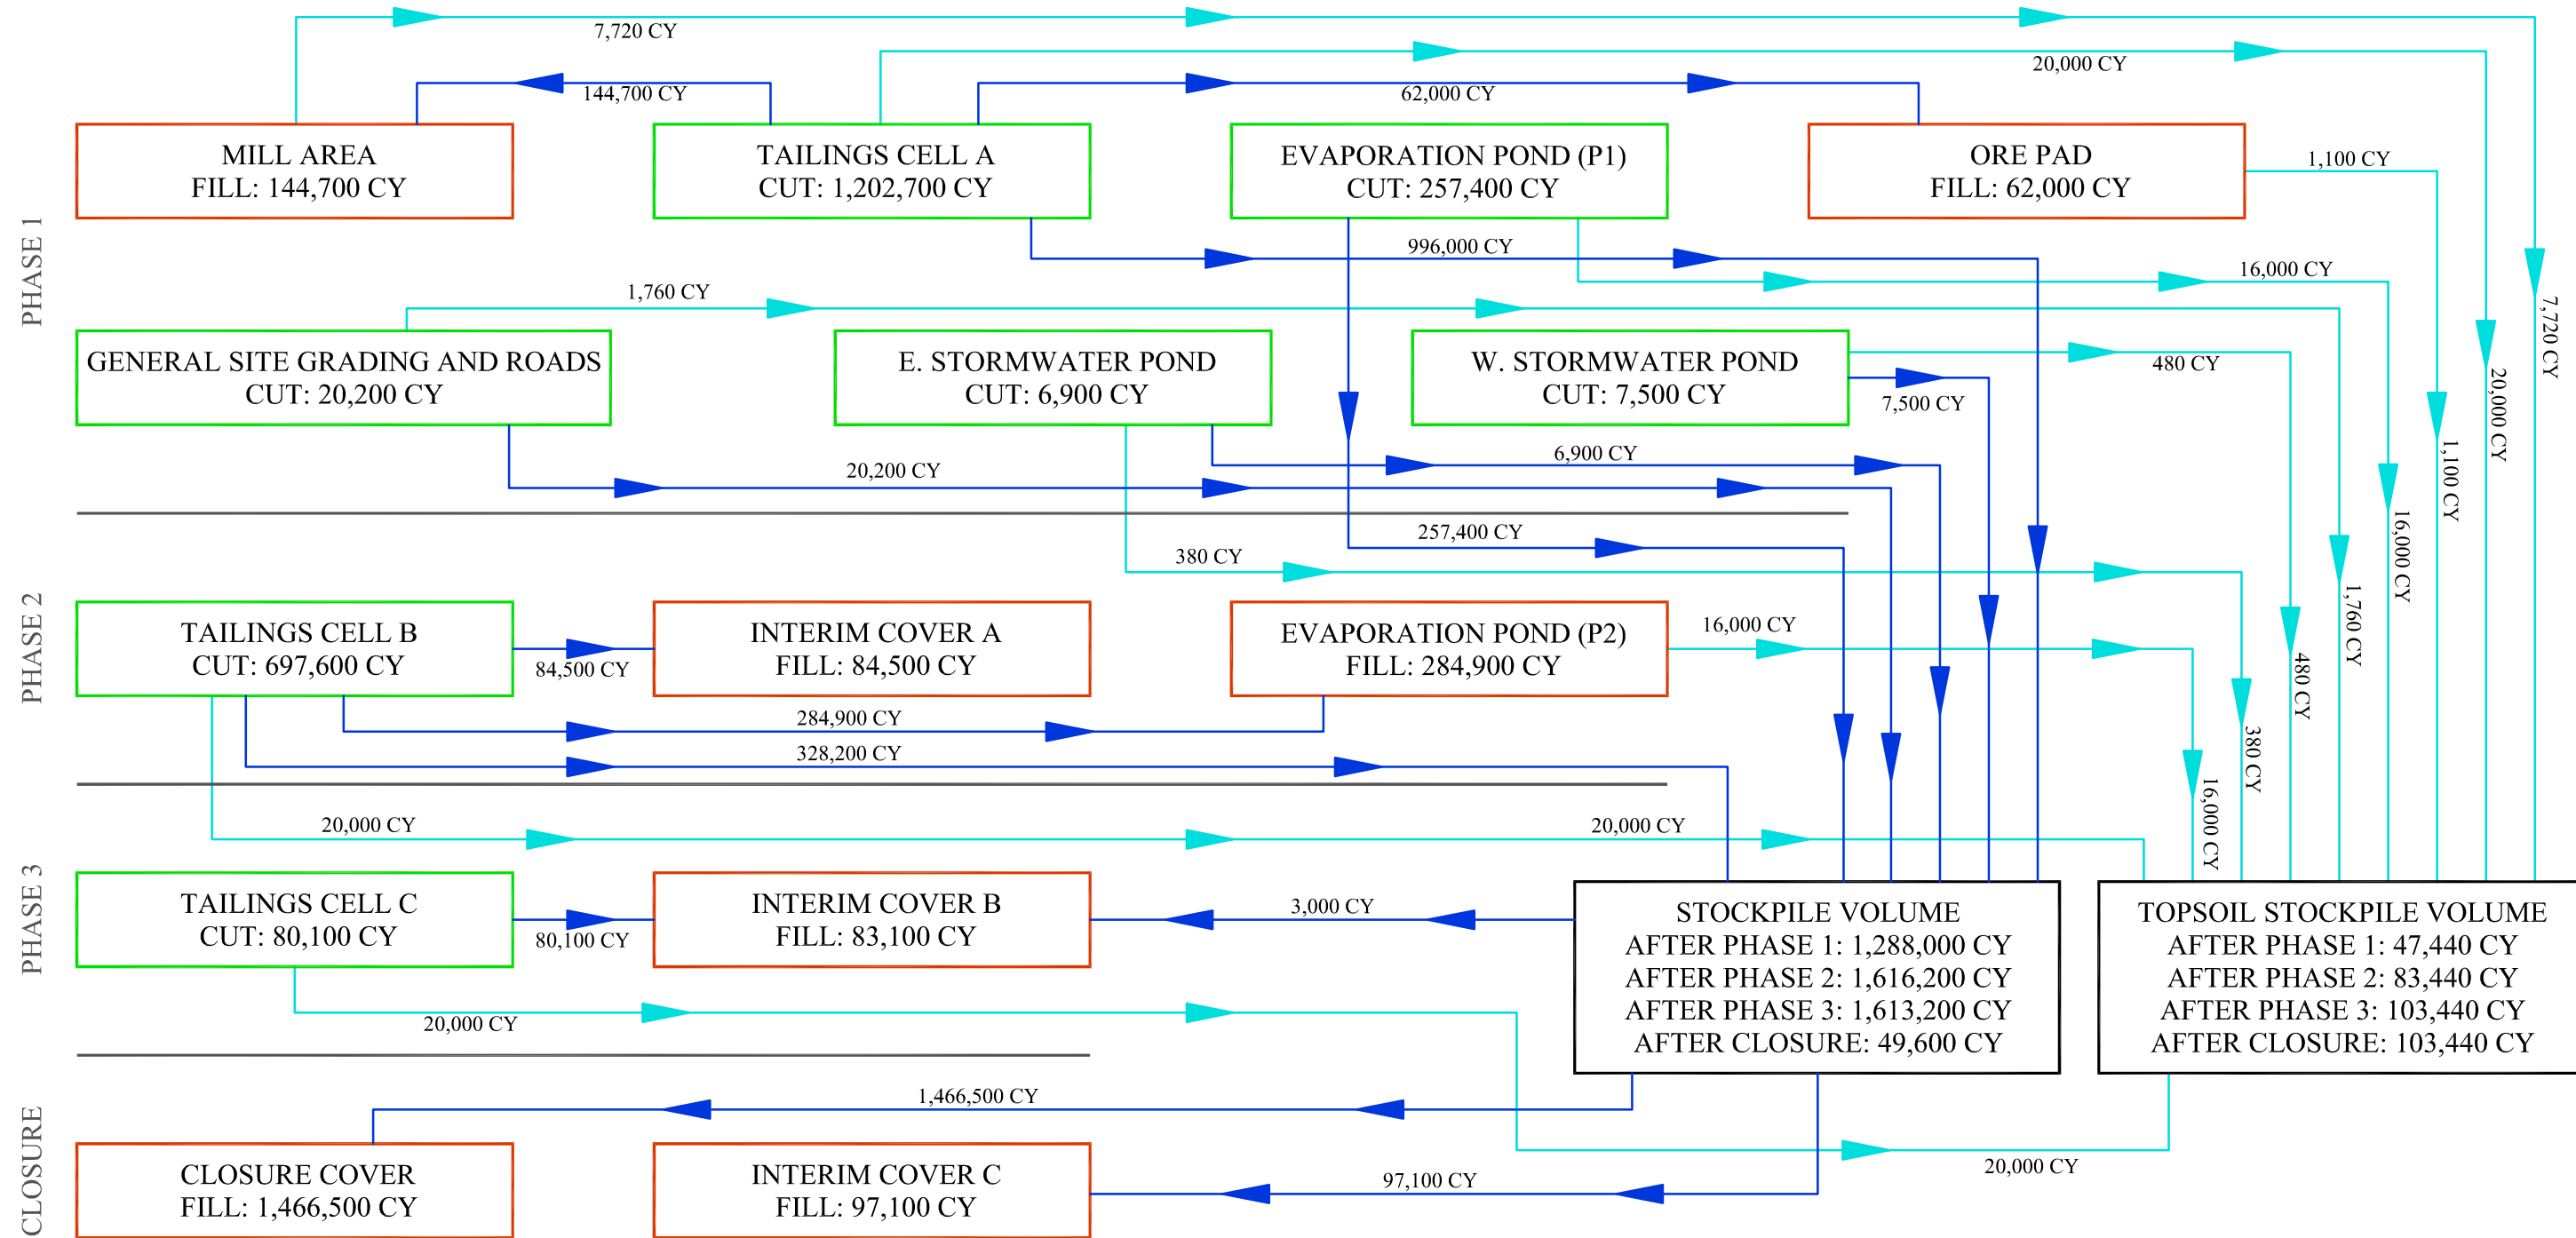 7,720 CY
20,000 CY
144,700 CY
62,000 CY
MILL AREA
FILL: 144,700 CY
TAILINGS CELL A
CUT: 1,202,700 CY
EVAPORATION POND (P1)
CUT: 257,400 CY
ORE PAD
FILL: 62,000 CY
1,100 CY
PHASE 1
996,000 CY
16,000 CY
1,760 CY
7,720 CY
GENERAL SITE GRADING AND ROADS
CUT: 20,200 CY
E. STORMWATER POND
CUT: 6,900 CY
W. STORMWATER POND
CUT: 7,500 CY
480 CY
7,500 CY
20,000 CY
6,900 CY
20,200 CY
1,100 CY
257,400 CY
380 CY
16,000 CY
PHASE 2
TAILINGS CELL B
CUT: 697,600 CY
84,500 CY
INTERIM COVER A
FILL: 84,500 CY
EVAPORATION POND (P2)
FILL: 284,900 CY
16,000 CY
1,760 CY
480 CY
284,900 CY
328,200 CY
380 CY
16,000 CY
20,000 CY
20,000 CY
PHASE 3
TAILINGS CELL C
CUT: 80,100 CY
80,100 CY
INTERIM COVER B
FILL: 83,100 CY
3,000 CY
STOCKPILE VOLUME
AFTER PHASE 1: 1,288,000 CY
AFTER PHASE 2: 1,616,200 CY
AFTER PHASE 3: 1,613,200 CY
AFTER CLOSURE: 49,600 CY
TOPSOIL STOCKPILE VOLUME
AFTER PHASE 1: 47,440 CY
AFTER PHASE 2: 83,440 CY
AFTER PHASE 3: 103,440 CY
AFTER CLOSURE: 103,440 CY
20,000 CY
1,466,500 CY
CLOSURE
CLOSURE COVER
FILL: 1,466,500 CY
INTERIM COVER C
FILL: 97,100 CY
97,100 CY
20,000 CY